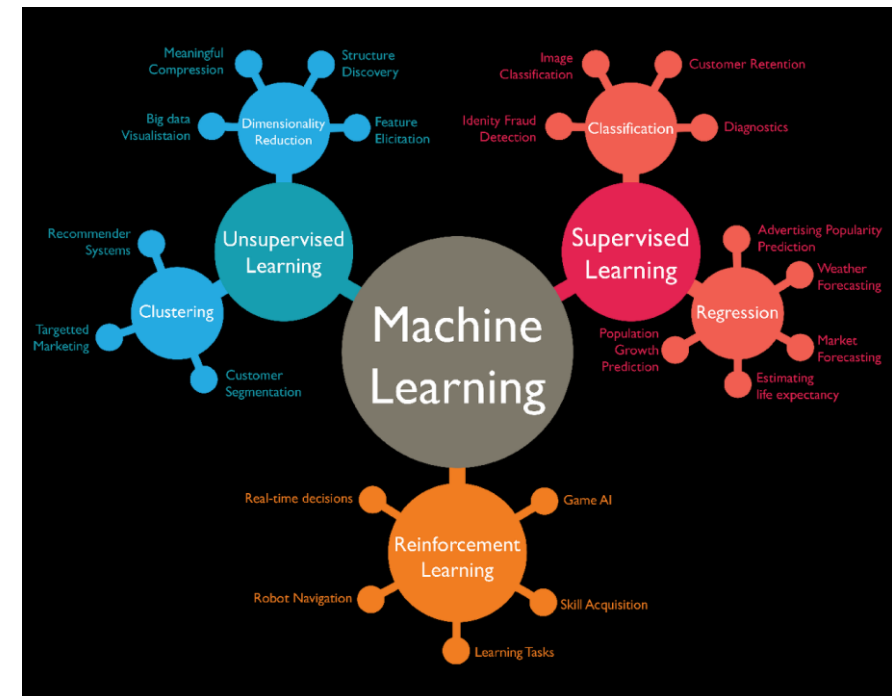 Meaningful
Compression
Structure
Discovery
Big data
Visualistaion
Dimensionality
Reduction
Feature
Elicitation
Image
Classification
Customer Retention
Idenity Fraud
Detection
Classification
Diagnostics
Recommender
Systems
Unsupervised
Learning
Clustering
Targetted
Marketing
Customer
Segmentation
Machine
Learning
Supervised
Learning
Advertising Popularity
Prediction
Weather
Forecasting
Regression
Population
Growth
Prediction
Market
Forecasting
Estimating
life expectancy
Real-time decisions
Game AI
Reinforcement
Learning
Robot Navigation
Skill Acquisition
Learning Tasks